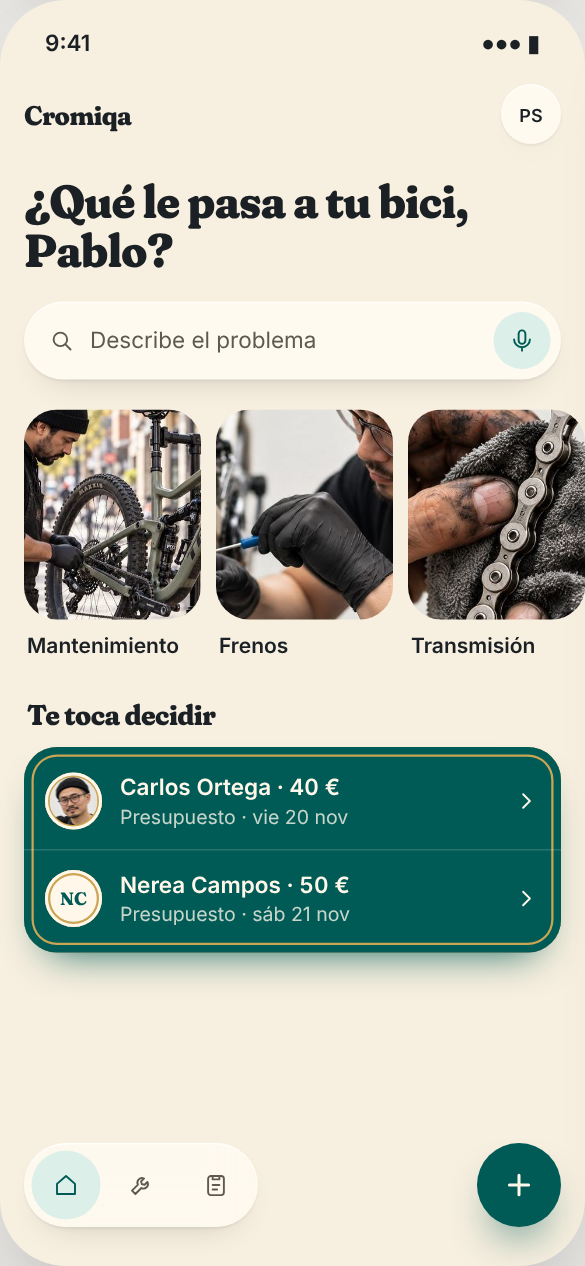 9:41
Cromiqa
PS
¿Qué le pasa a tu bici,
Pablo?
Describe el problema
MAXXIS
Mantenimiento
Frenos
Transmisión
Te toca decidir
Carlos Ortega · 40 €
Presupuesto · vie 20 nov
NC
Nerea Campos · 50 €
Presupuesto · sáb 21 nov